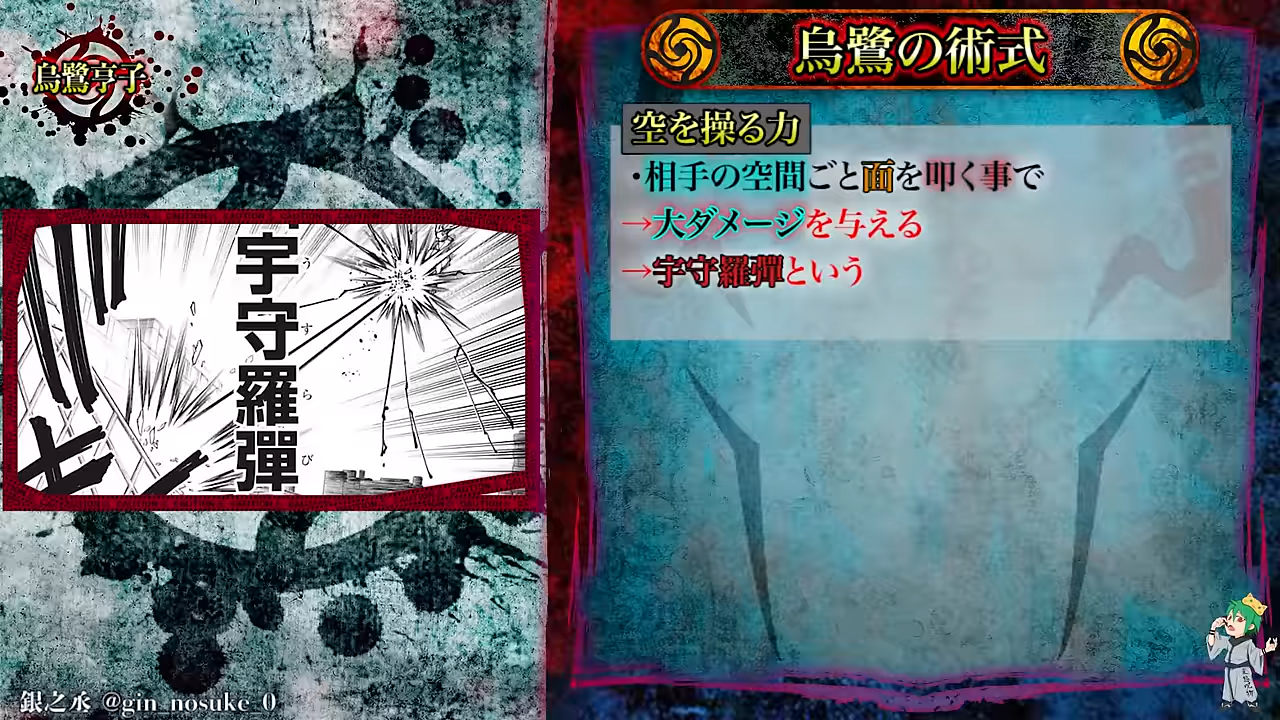 烏鷺亨子
烏鷺の術式
空を操る力
・相手の空間ごと面を叩く事で
→大ダメージを与える
→宇守羅彈という
宇守羅彈
うすらび
銀之丞 @gin_nosuke_0